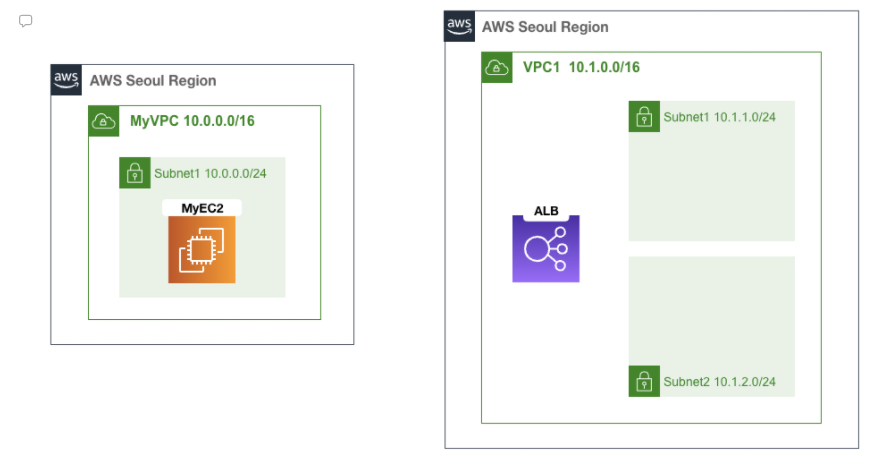 aws
AWS Seoul Region
MyVPC 10.0.0.0/16
Subnet1 10.0.0.0/24
MyEC2
aws
AWS Seoul Region
VPC1 10.1.0.0/16
Subnet1 10.1.1.0/24
ALB
Subnet2 10.1.2.0/24